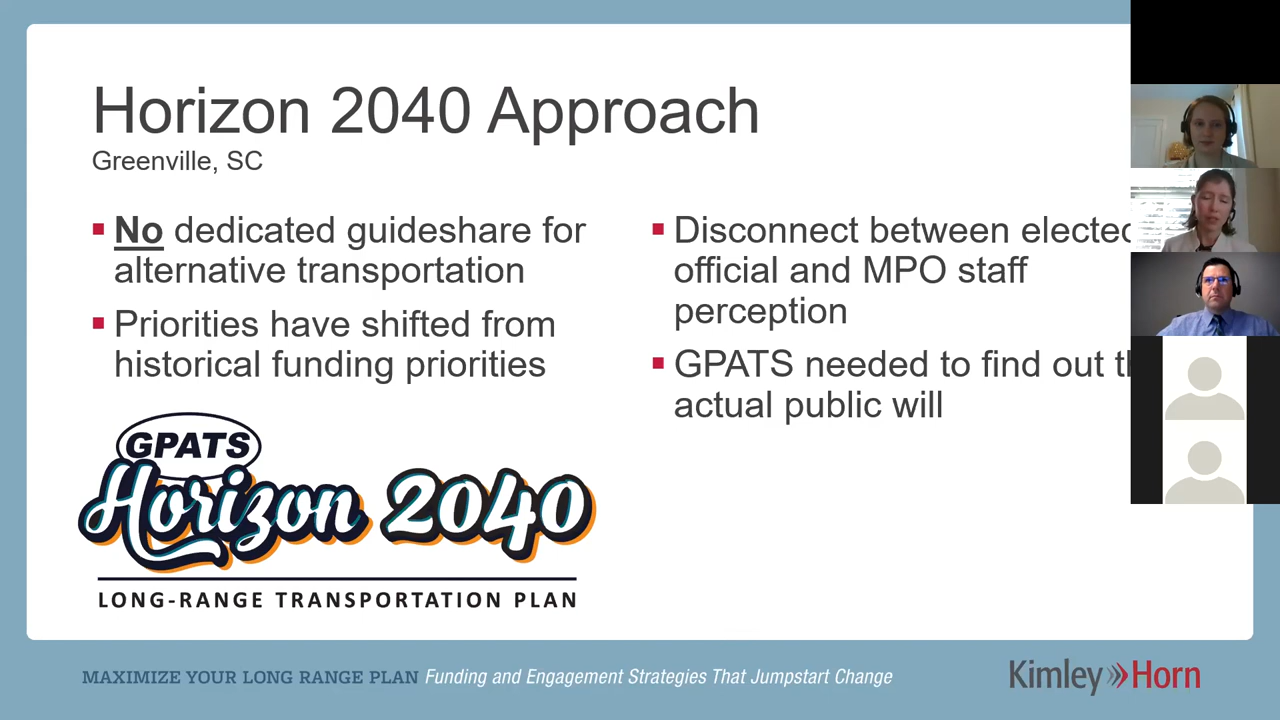 Horizon 2040 Approach
Greenville, SC
No dedicated guideshare for
alternative transportation
Priorities have shifted from
historical funding priorities
Disconnect between elected
official and MPO staff
perception
GPATS needed to find out
actual public will
GPATS
Horizon 2040
LONG-RANGE TRANSPORTATION PLAN
MAXIMIZE YOUR LONG RANGE PLAN Funding and Engagement Strategies That Jumpstart Change
Kimley»Horn